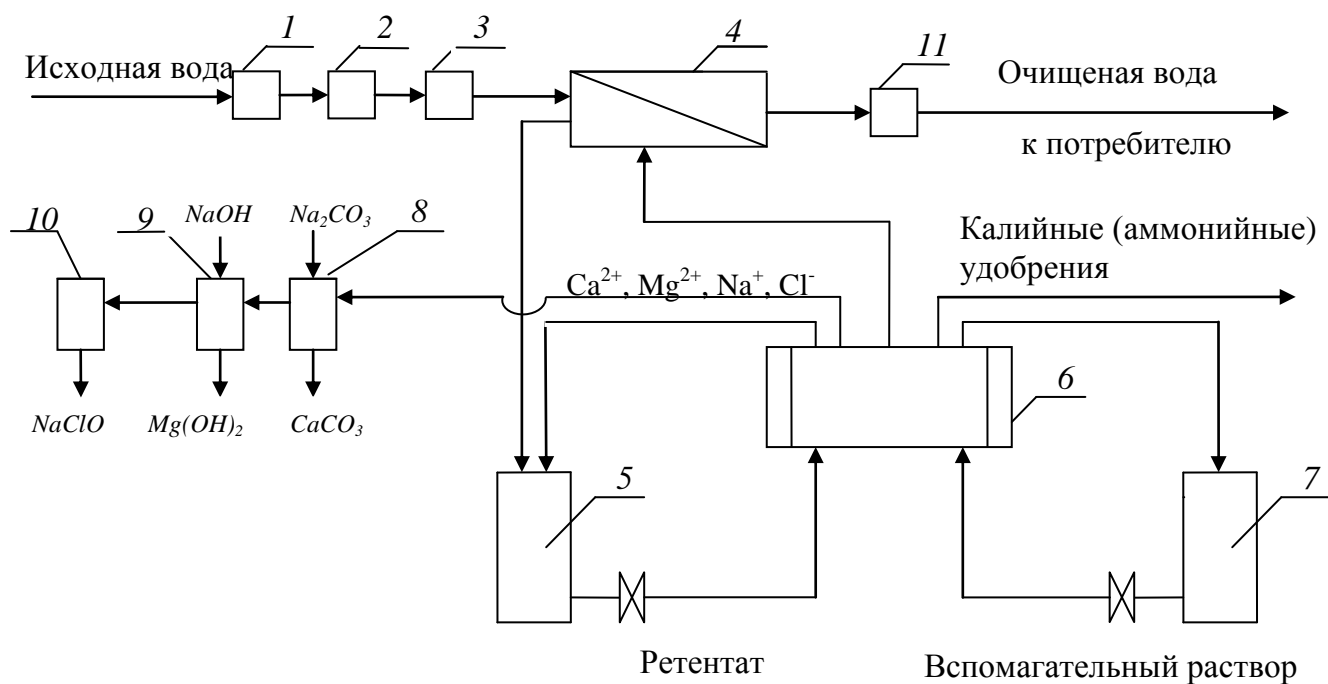 1
2
3
4
11
Исходная вода
Очищеная вода
к потребителю
10
9
NaOH
Na₂CO₃
8
Калийные (аммонийные)
удобрения
Ca²⁺, Mg²⁺, Na⁺, Cl⁻
6
NaClO
Mg(OH)₂
CaCO₃
5
7
Ретентат
Вспомагательный раствор